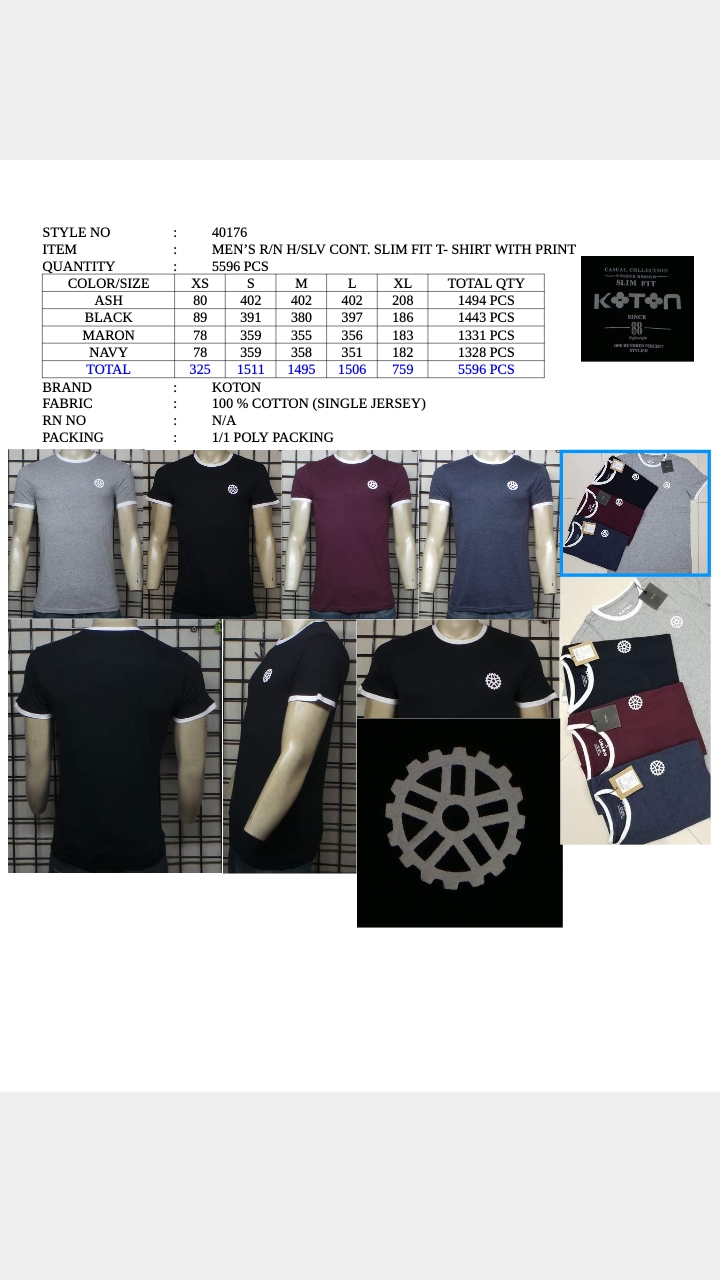 STYLE NO : 40176
ITEM : MEN’S R/N H/SLV CONT. SLIM FIT T- SHIRT WITH PRINT
QUANTITY : 5596 PCS
COLOR/SIZE XS S M L XL TOTAL QTY
ASH 80 402 402 402 208 1494 PCS
BLACK 89 391 380 397 186 1443 PCS
MARON 78 359 355 356 183 1331 PCS
NAVY 78 359 358 351 182 1328 PCS
TOTAL 325 1511 1495 1506 759 5596 PCS
BRAND : KOTON
FABRIC : 100 % COTTON (SINGLE JERSEY)
RN NO : N/A
PACKING : 1/1 POLY PACKING
CASUAL COLLECTION
SLIM FIT
KOTON
SINCE
88
ONE HUNDRED PERCENT
KOTON